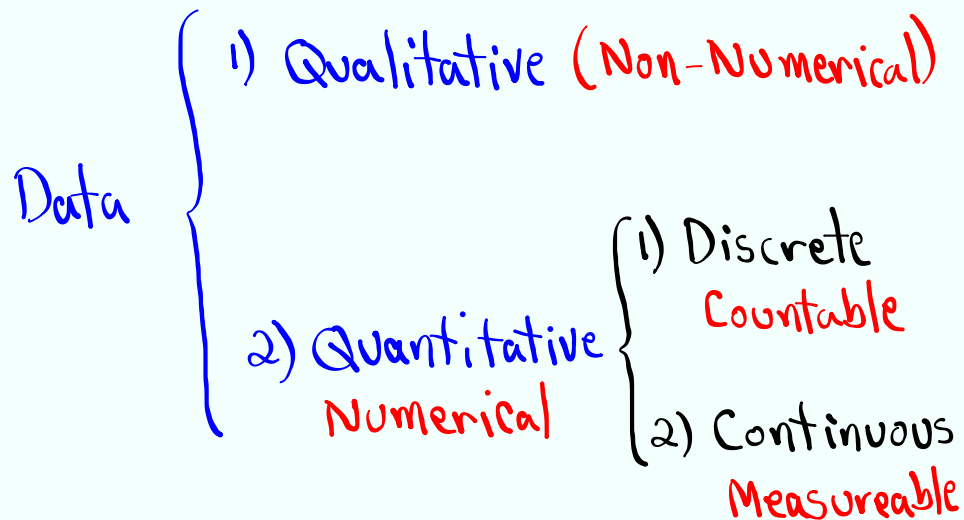 1) Qualitative (Non-Numerical)
Data
1) Discrete
Countable
2) Quantitative
Numerical
2) Continuous
Measureable